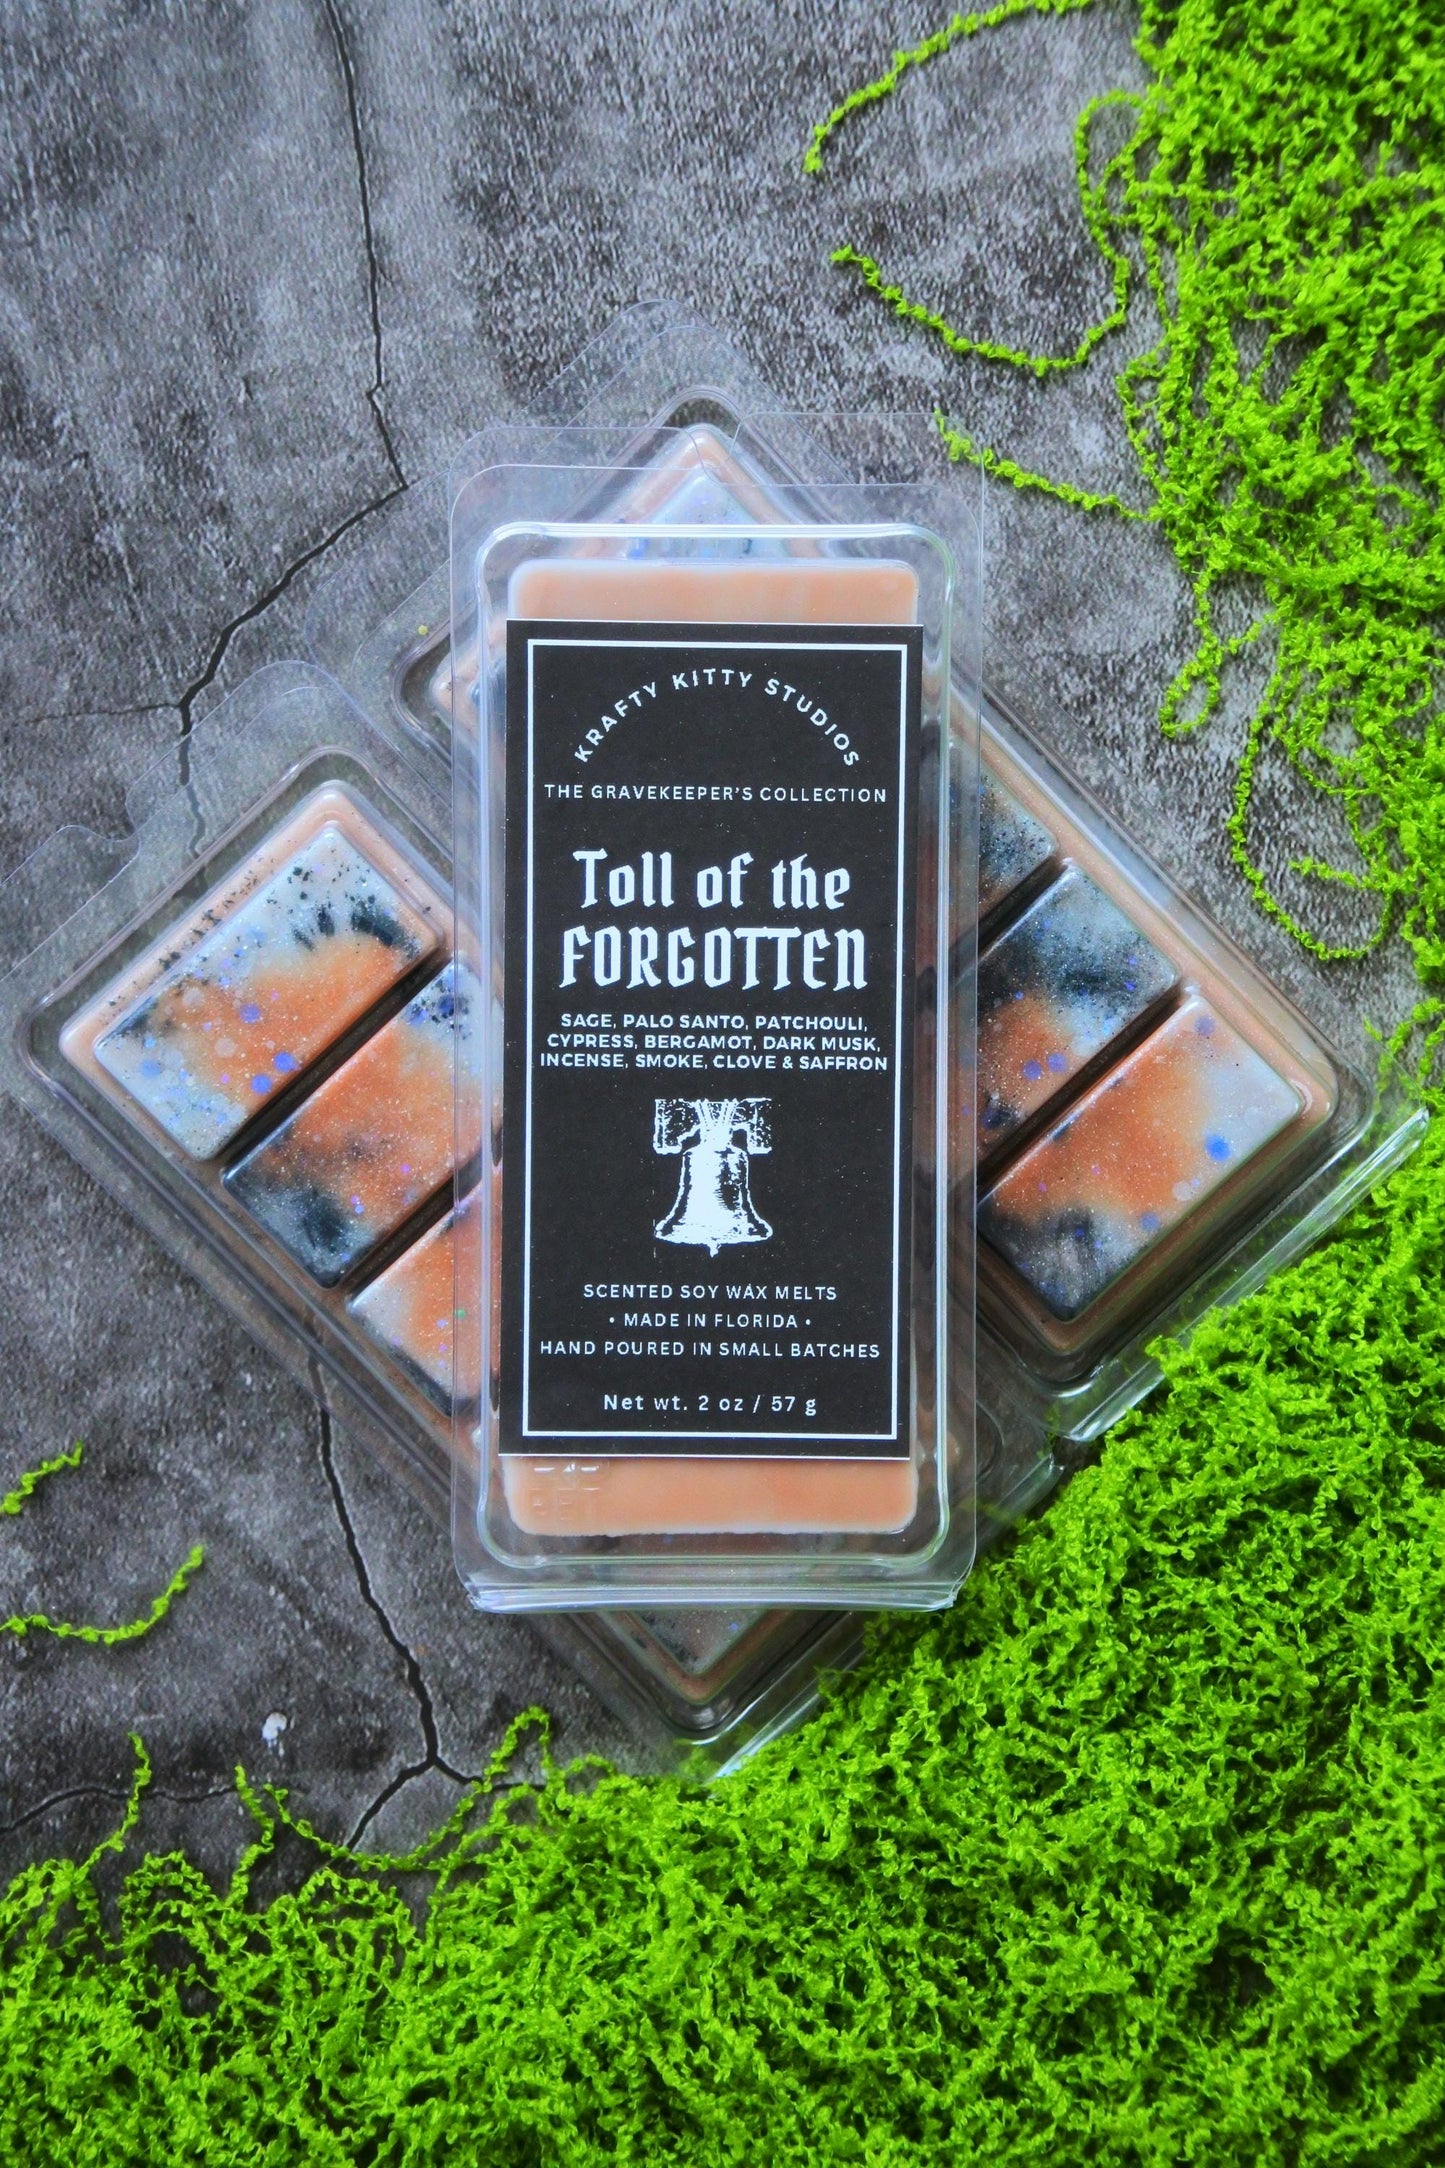 KRAFTY KITTY STUDIOS
THE GRAVEKEEPER'S COLLECTION
Toll of the
FORGOTTEN
SAGE, PALO SANTO, PATCHOULI,
CYPRESS, BERGAMOT, DARK MUSK,
INCENSE, SMOKE, CLOVE & SAFFRON
SCENTED SOY WAX MELTS
• MADE IN FLORIDA •
HAND POURED IN SMALL BATCHES
Net wt. 2 oz / 57 g